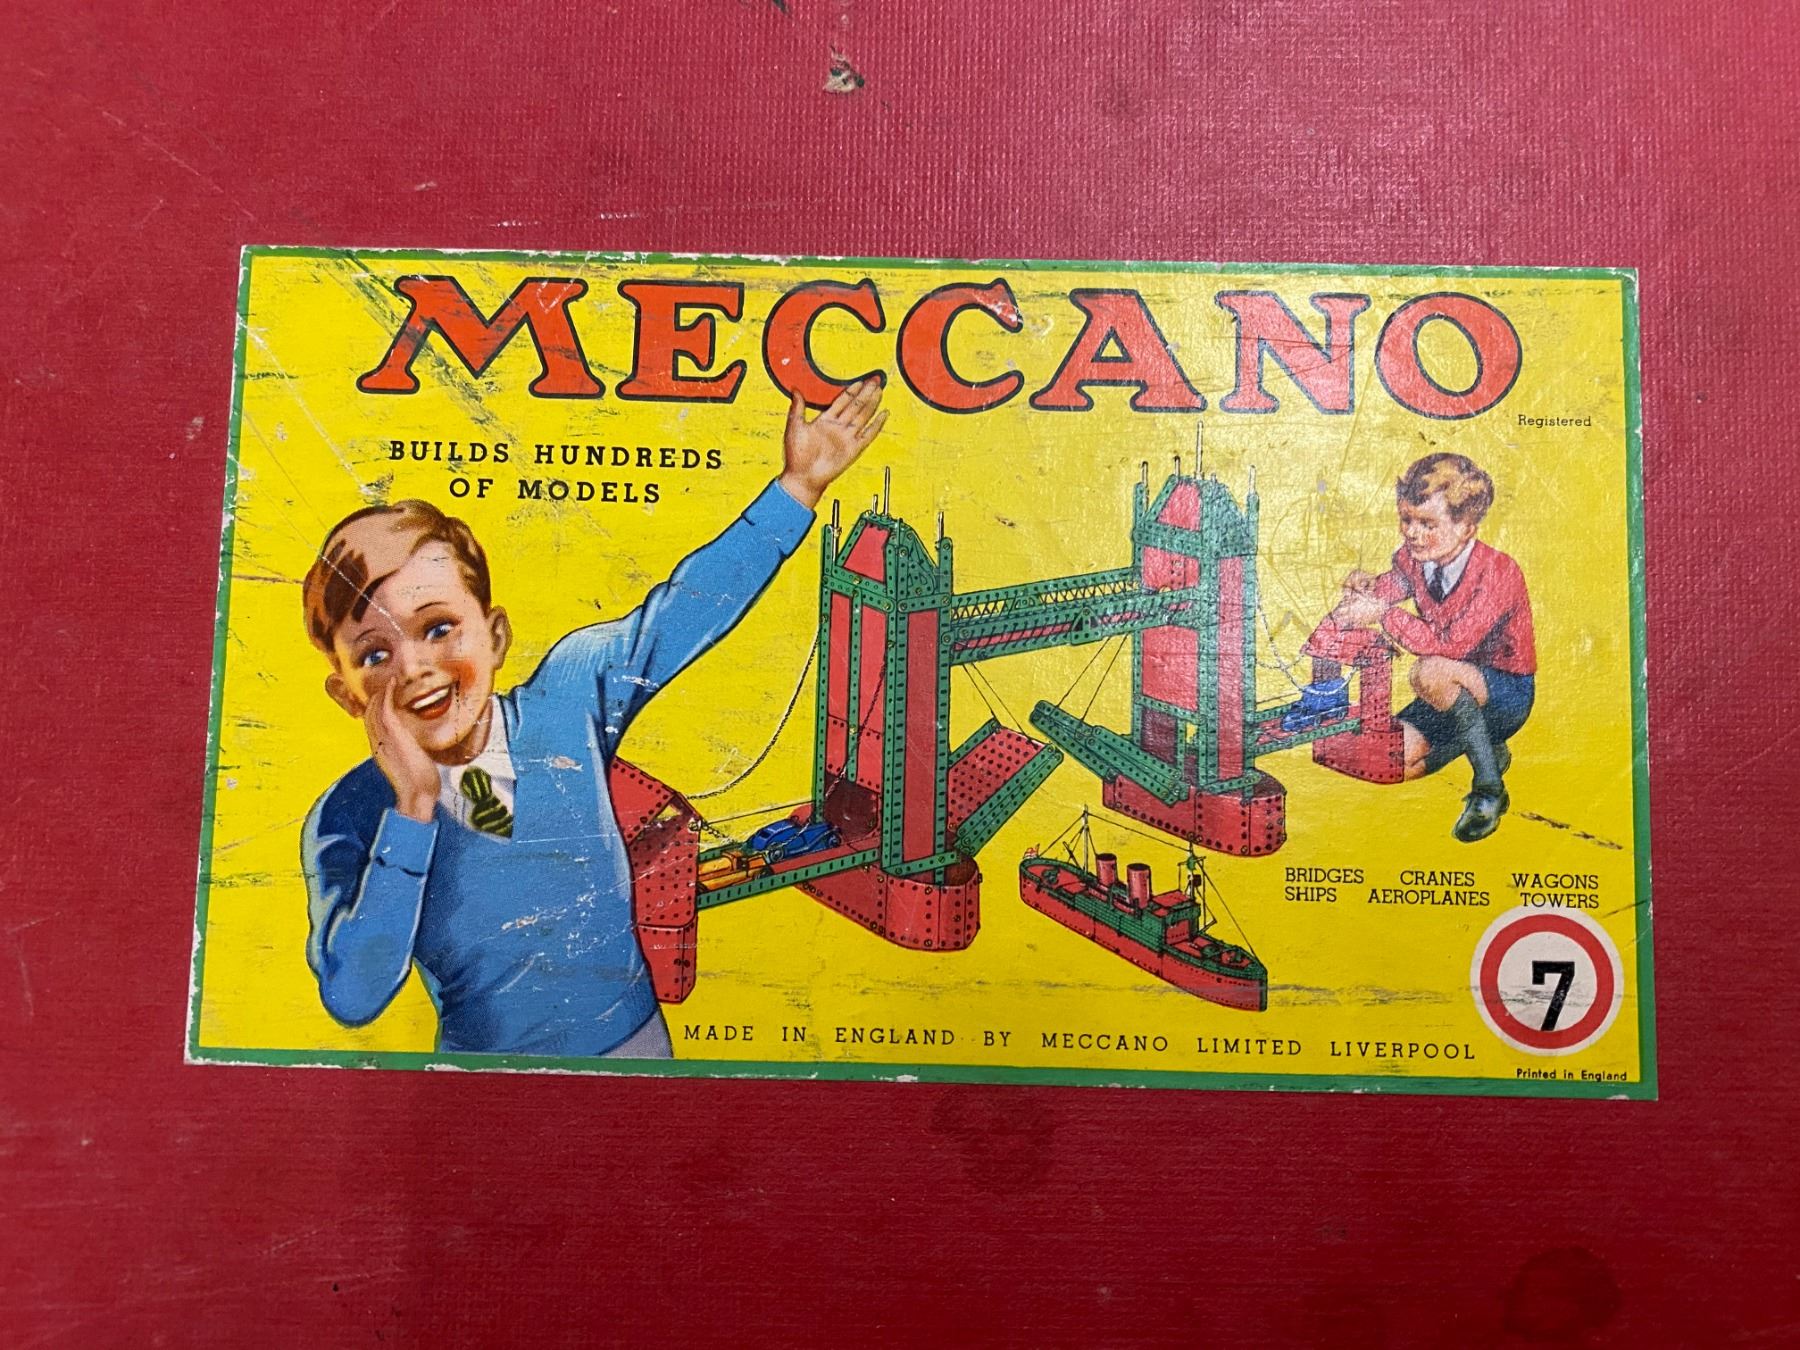 MECCANO
Registered
BUILDS HUNDREDS
OF MODELS
BRIDGES CRANES WAGONS
SHIPS AEROPLANES TOWERS
7
MADE IN ENGLAND BY MECCANO LIMITED LIVERPOOL
Printed in England